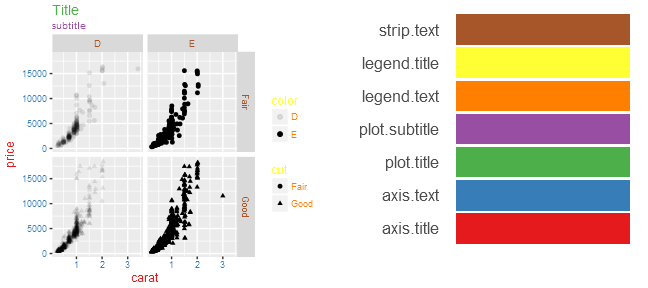 Title
subtitle
D E
Fair
15000
10000
5000
0
price
Good
15000
10000
5000
0
1 2 3 1 2 3
carat
color
D
E
cut
Fair
Good
strip.text
legend.title
legend.text
plot.subtitle
plot.title
axis.text
axis.title